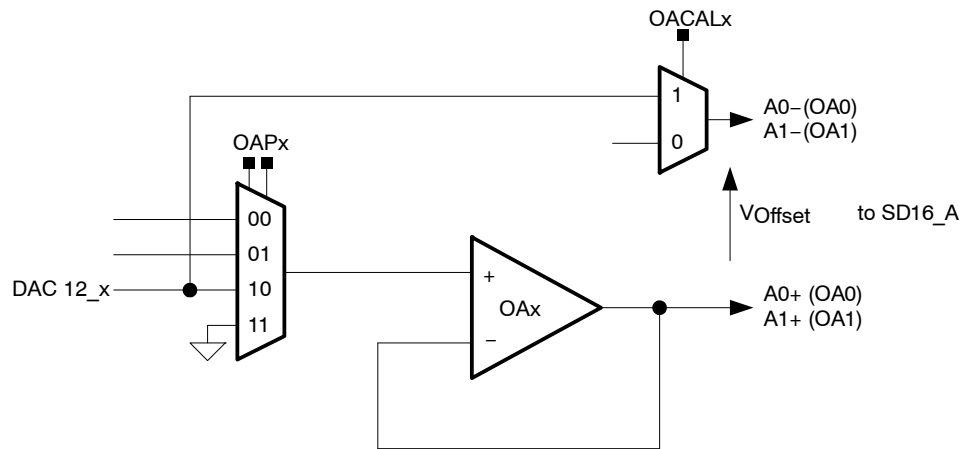 OACALx
1
A0−(OA0)
A1−(OA1)
0
OAPx
VOffset to SD16_A
00
01
DAC 12_x
10
11
+
OAx
−
A0+ (OA0)
A1+ (OA1)